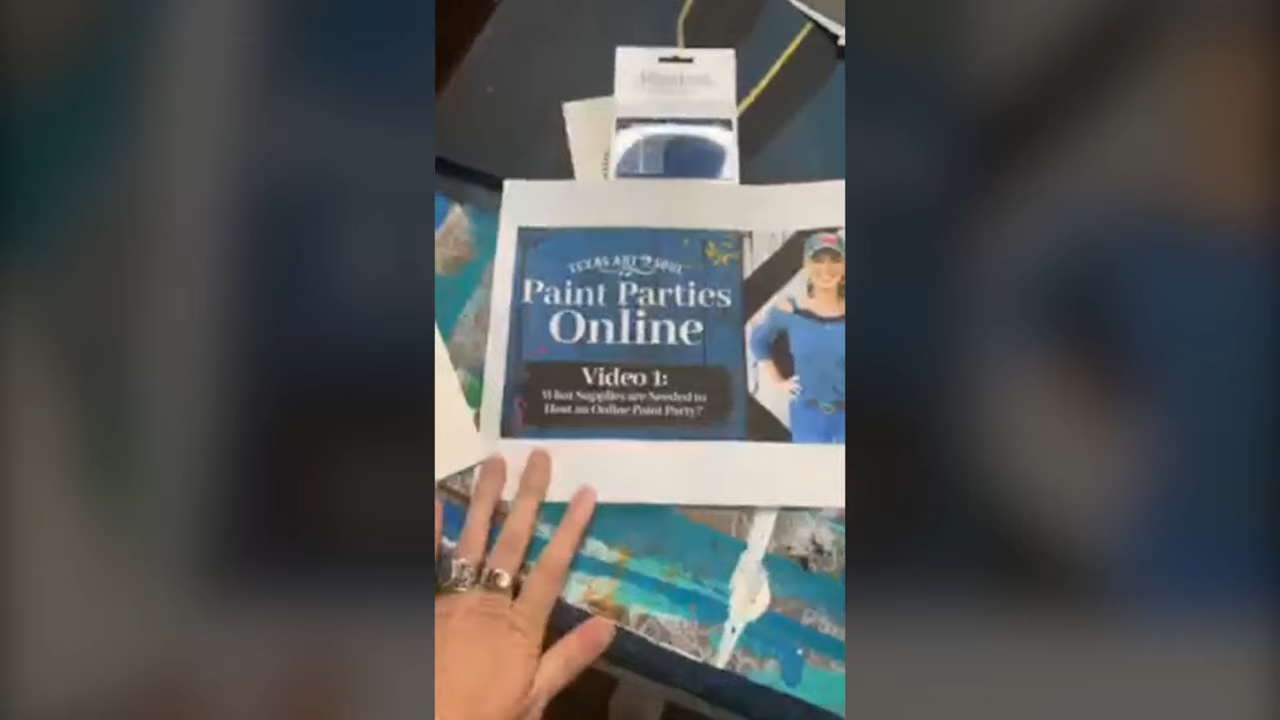 TEXAS ART & SOUL
Paint Parties
Online
Video 1:
What Supplies are Needed to
Host an Online Paint Party?